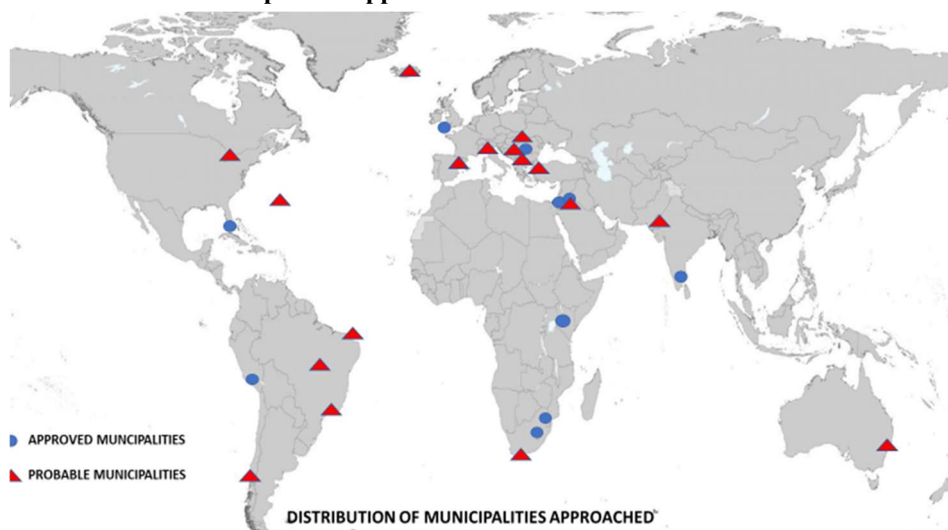 APPROVED MUNCIPALITIES
PROBABLE MUNICIPALITIES
DISTRIBUTION OF MUNICIPALITIES APPROACHED